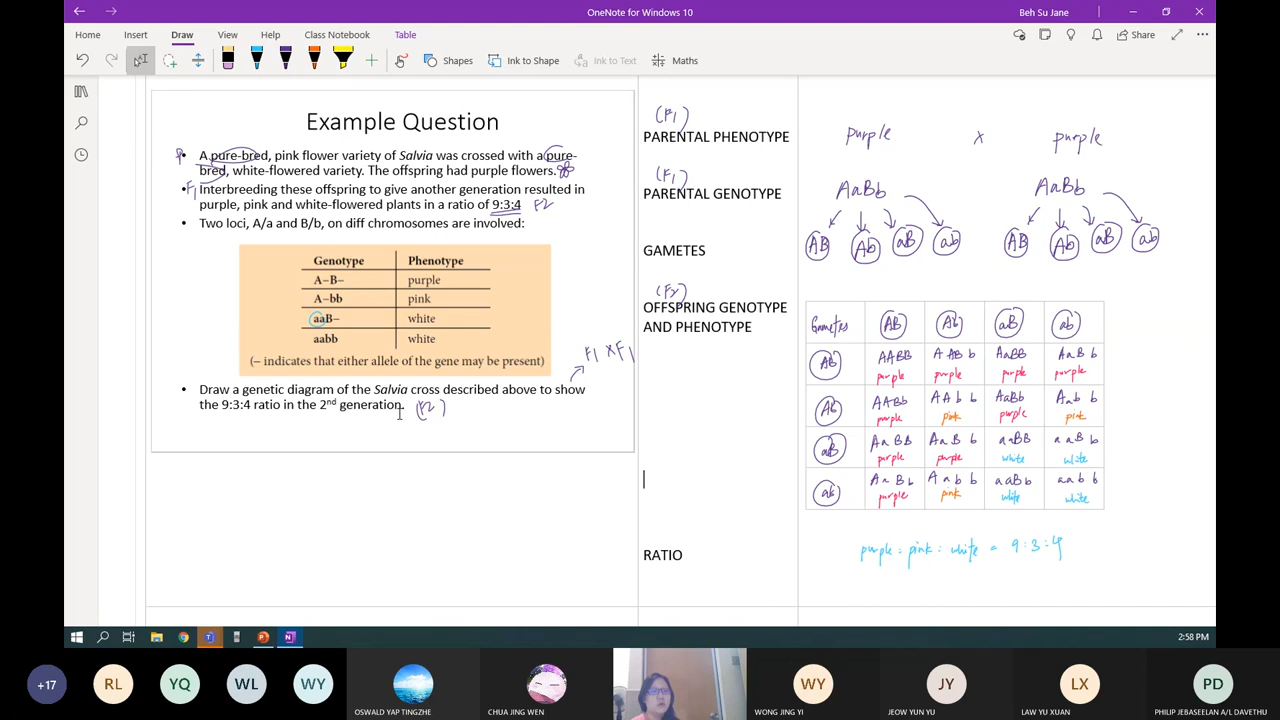 OneNote for Windows 10
Beh Su Jane
Home Insert Draw View Help Class Notebook Table
Share
Shapes Ink to Shape Ink to Text Maths
Example Question
P
• A pure-bred, pink flower variety of Salvia was crossed with a pure-
bred, white-flowered variety. The offspring had purple flowers.
F1
• Interbreeding these offspring to give another generation resulted in
purple, pink and white-flowered plants in a ratio of 9:3:4 F2
• Two loci, A/a and B/b, on diff chromosomes are involved:
Genotype Phenotype
A–B– purple
A–bb pink
aaB– white
aabb white
(– indicates that either allele of the gene may be present)
F1 x F1
• Draw a genetic diagram of the Salvia cross described above to show
the 9:3:4 ratio in the 2nd generation. (F2)
(F1)
PARENTAL PHENOTYPE purple x purple
(F1)
PARENTAL GENOTYPE AaBb AaBb
GAMETES AB Ab aB ab AB Ab aB ab
(F2)
OFFSPRING GENOTYPE
AND PHENOTYPE
Gametes AB Ab aB ab
AB AABB AABb AaBB AaBb
purple purple purple purple
Ab AABb AAbb AaBb Aabb
purple pink purple pink
aB AaBB AaBb aaBB aaBb
purple purple white white
ab AaBb Aabb aaBb aabb
purple pink white white
RATIO purple : pink : white = 9:3:4
2:58 PM
+17 RL YQ WL WY WY JY LX PD
OSWALD YAP TINGZHE CHUA JING WEN WONG JING YI JEOW YUN YU LAW YU XUAN PHILIP JEBASEELAN A/L DAVETHU